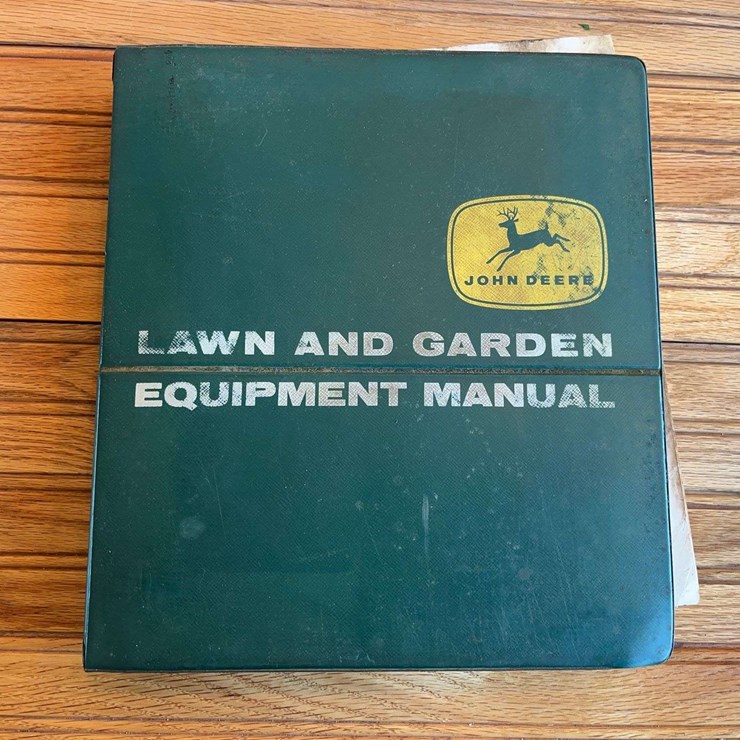 JOHN DEERE
LAWN AND GARDEN
EQUIPMENT MANUAL